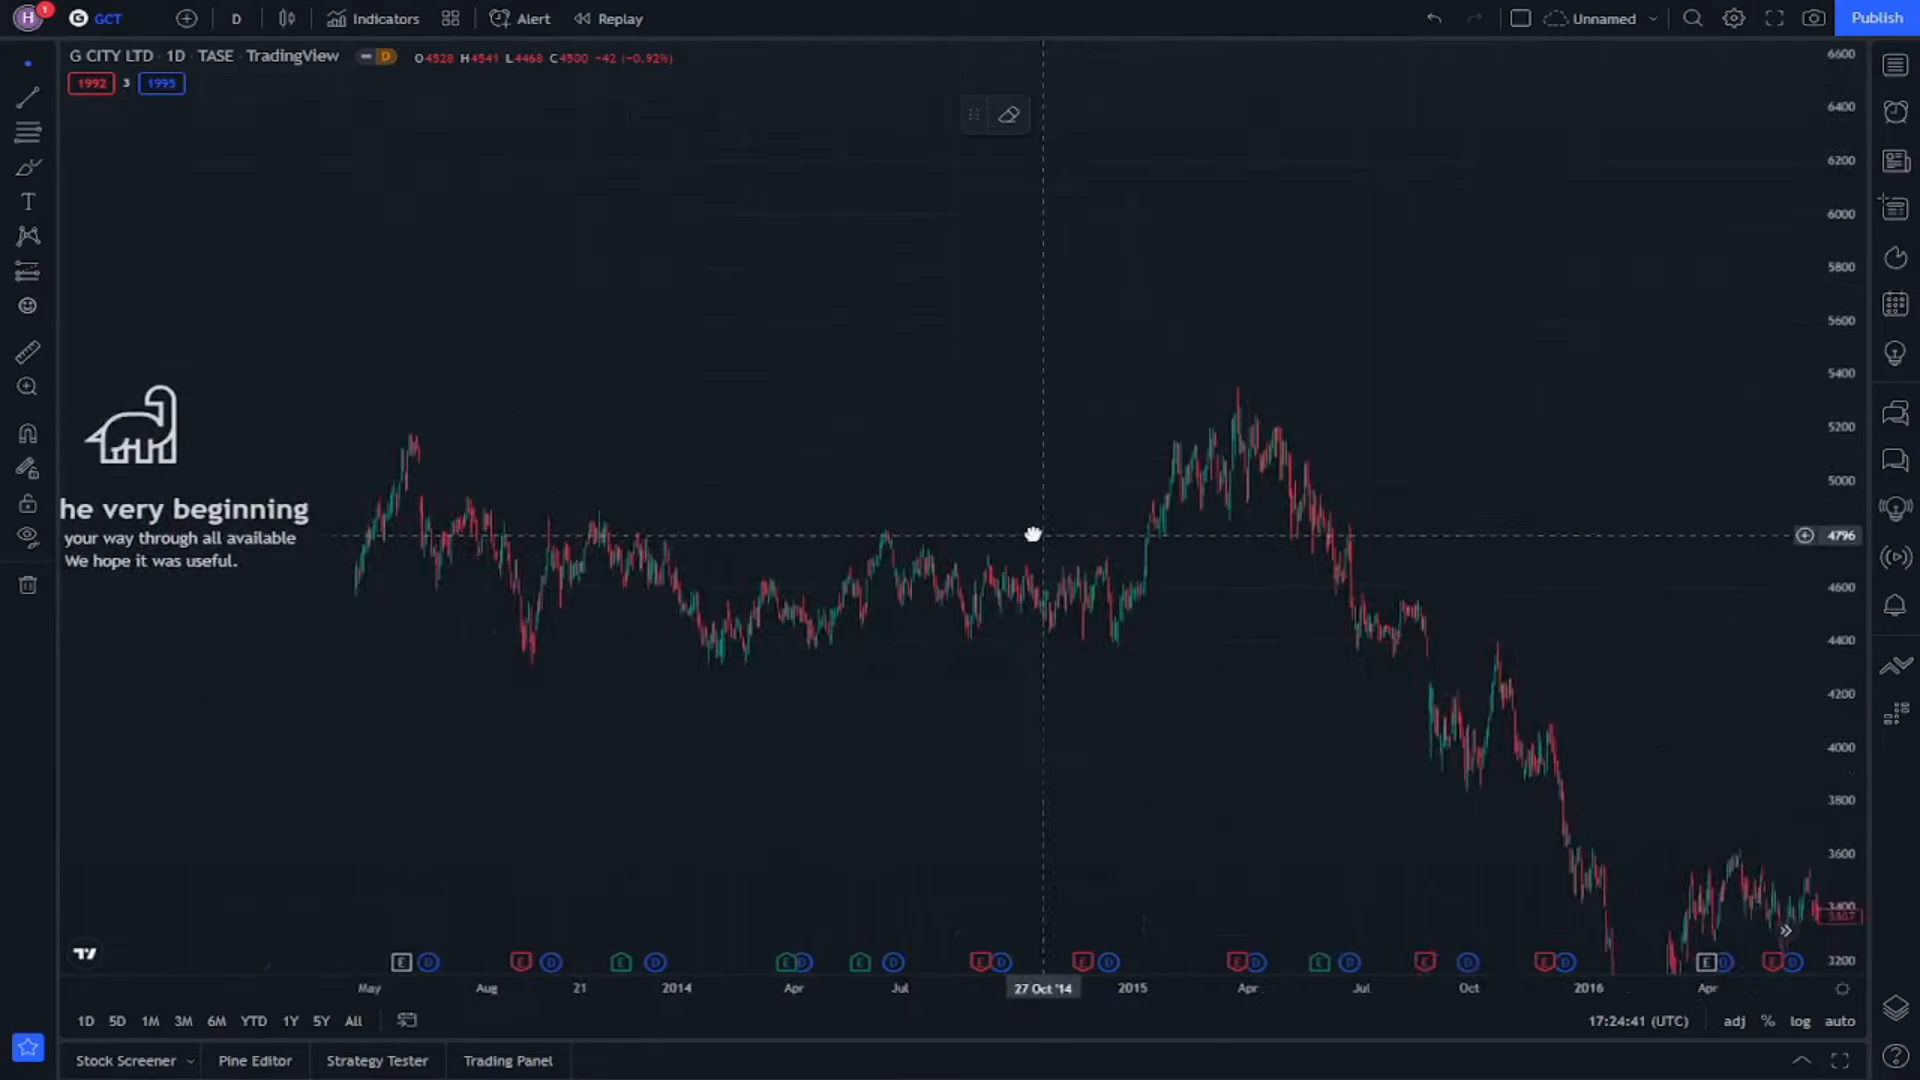 H 1 GCT D Indicators Alert Replay Unnamed Publish
G CITY LTD · 1D · TASE · TradingView D O4528 H4541 L4468 C4500 −42 (−0.92%)
1992 3 1995
6600
6400
6200
6000
5800
5600
5400
5200
5000
4796
4600
4400
4200
4000
3800
3600
3400
3200
he very beginning
your way through all available
We hope it was useful.
E D E D E D E D E D E D E D E D E D E D E D E D E D
May Aug 21 2014 Apr Jul 27 Oct '14 2015 Apr Jul Oct 2016 Apr
1D 5D 1M 3M 6M YTD 1Y 5Y All 17:24:41 (UTC) adj % log auto
Stock Screener Pine Editor Strategy Tester Trading Panel